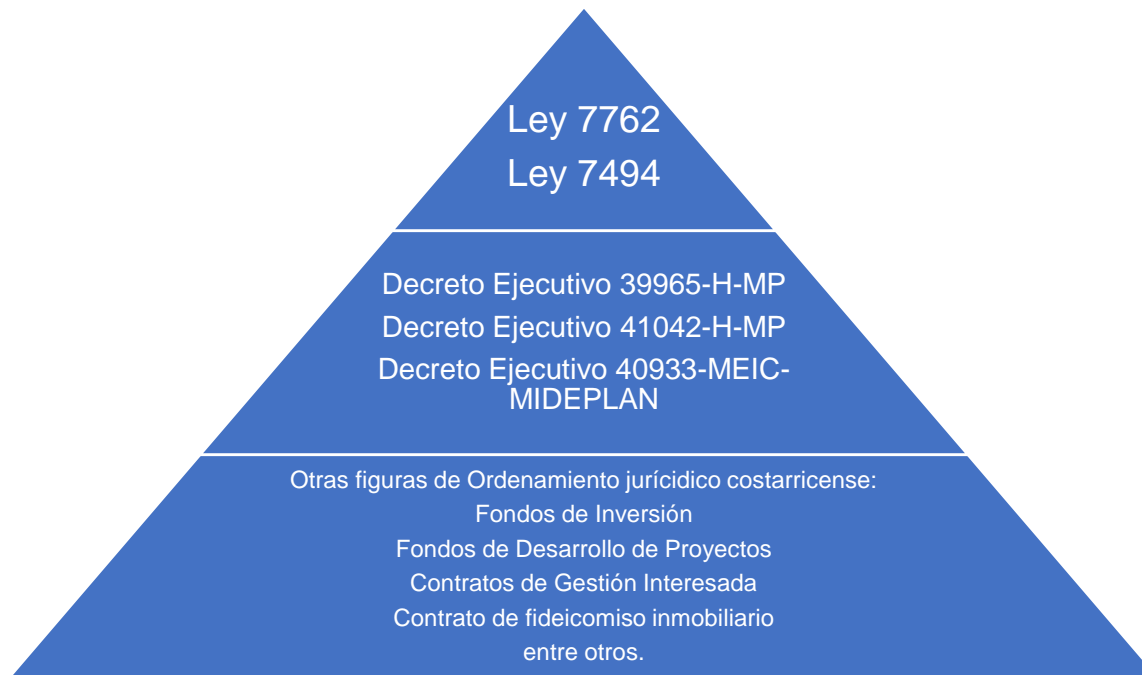 Ley 7762
Ley 7494
Decreto Ejecutivo 39965-H-MP
Decreto Ejecutivo 41042-H-MP
Decreto Ejecutivo 40933-MEIC-
MIDEPLAN
Otras figuras de Ordenamiento jurícidico costarricense:
Fondos de Inversión
Fondos de Desarrollo de Proyectos
Contratos de Gestión Interesada
Contrato de fideicomiso inmobiliario
entre otros.